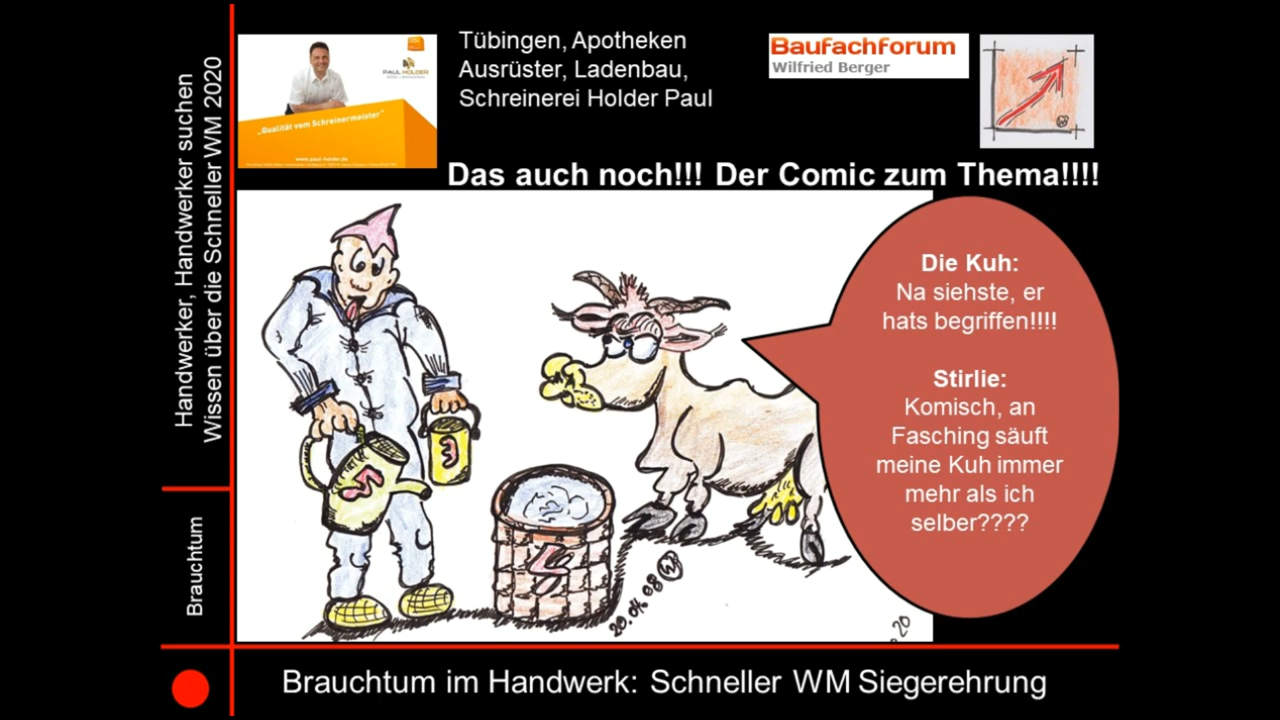 Handwerker, Handwerker suchen
Wissen über die Schneller WM 2020
Brauchtum
PAUL HOLDER
„Qualität vom Schreinermeister“
www.paul-holder.de
Tübingen, Apotheken
Ausrüster, Ladenbau,
Schreinerei Holder Paul
Baufachforum
Wilfried Berger
Das auch noch!!! Der Comic zum Thema!!!!
Die Kuh:
Na siehste, er
hats begriffen!!!!
Stirlie:
Komisch, an
Fasching säuft
meine Kuh immer
mehr als ich
selber????
20.04.08
Brauchtum im Handwerk: Schneller WM Siegerehrung